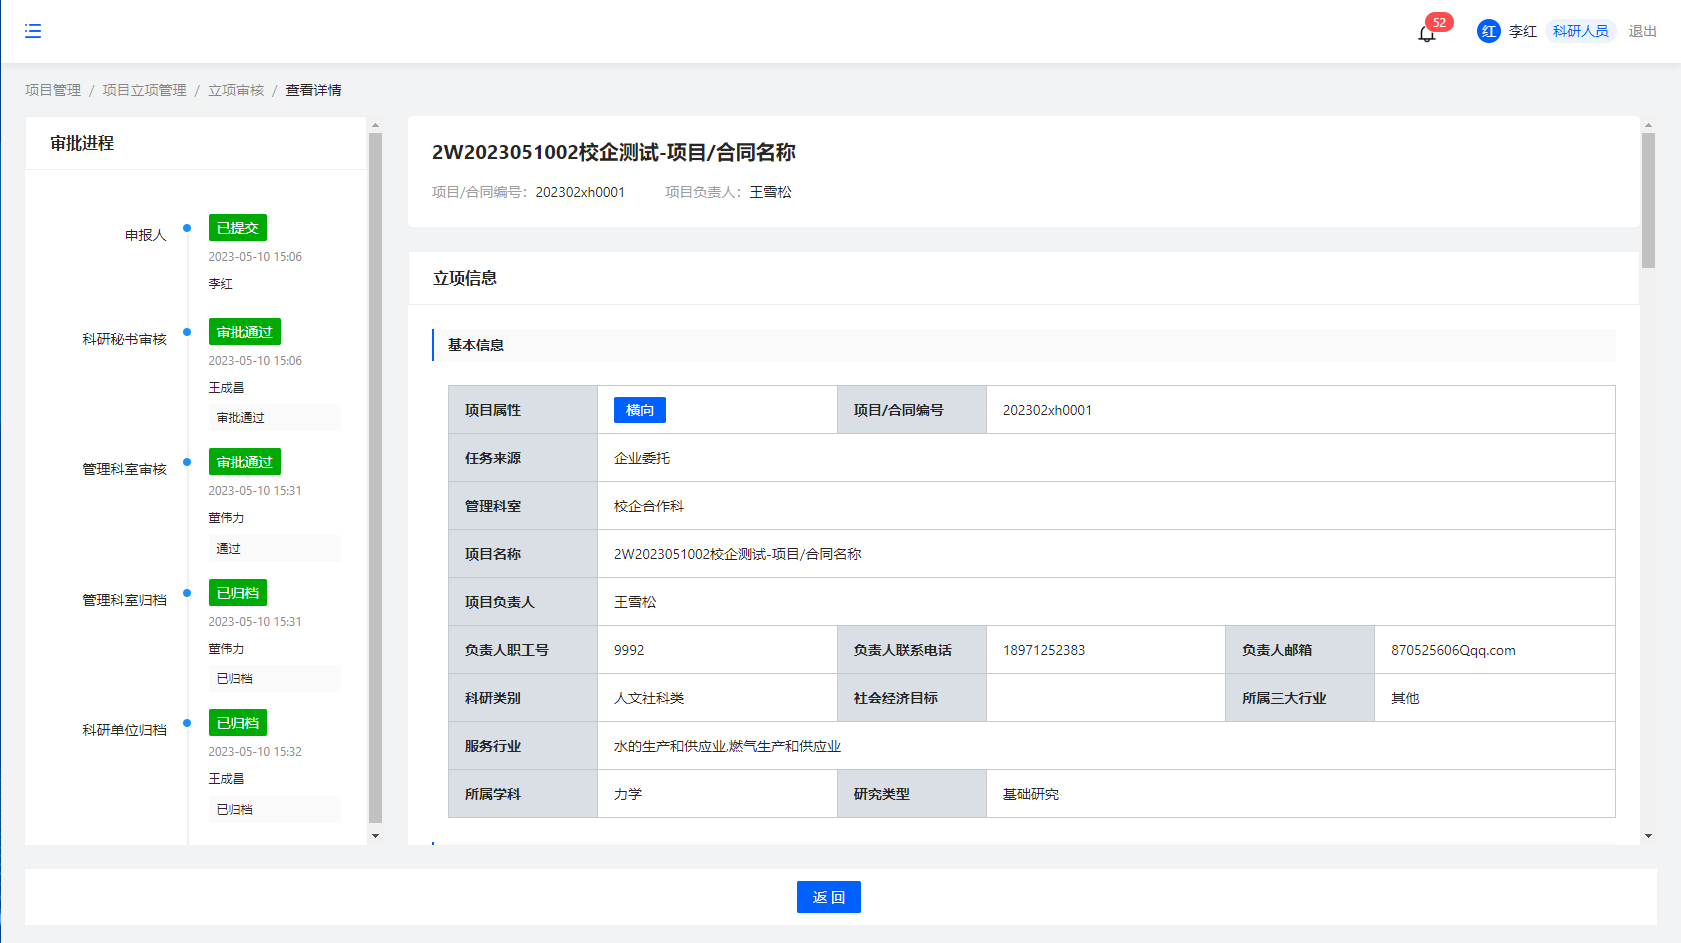 52
红 李红 科研人员 退出
项目管理 / 项目立项管理 / 立项审核 / 查看详情
审批进程
申报人 已提交
2023-05-10 15:06
李红
科研秘书审核 审批通过
2023-05-10 15:06
王成昌
审批通过
管理科室审核 审批通过
2023-05-10 15:31
董伟力
通过
管理科室归档 已归档
2023-05-10 15:31
董伟力
已归档
科研单位归档 已归档
2023-05-10 15:32
王成昌
已归档
2W2023051002校企测试-项目/合同名称
项目/合同编号：202302xh0001 项目负责人：王雪松
立项信息
基本信息
项目属性 横向 项目/合同编号 202302xh0001
任务来源 企业委托
管理科室 校企合作科
项目名称 2W2023051002校企测试-项目/合同名称
项目负责人 王雪松
负责人职工号 9992 负责人联系电话 18971252383 负责人邮箱 870525606Qqq.com
科研类别 人文社科类 社会经济目标 所属三大行业 其他
服务行业 水的生产和供应业,燃气生产和供应业
所属学科 力学 研究类型 基础研究
返 回